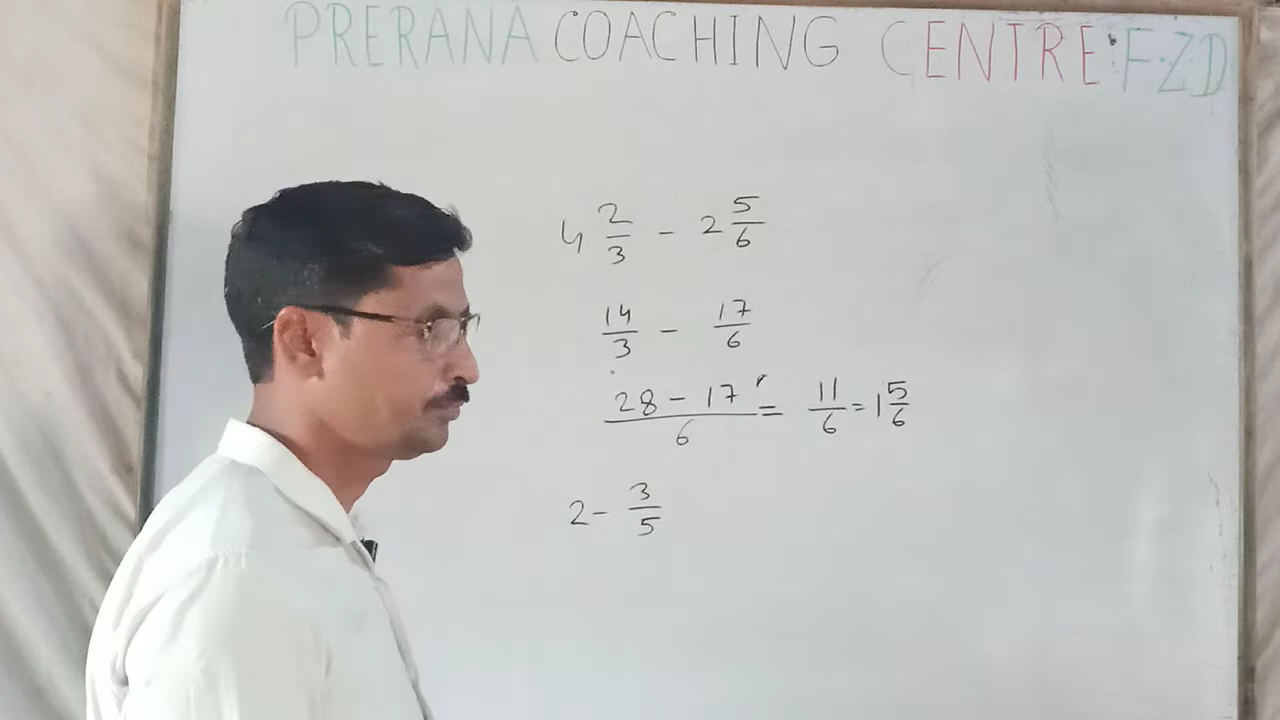 PRERANA COACHING CENTRE F.Z.D
4 2/3 - 2 5/6
14/3 - 17/6
28 - 17/6 = 11/6 = 1 5/6
2 - 3/5